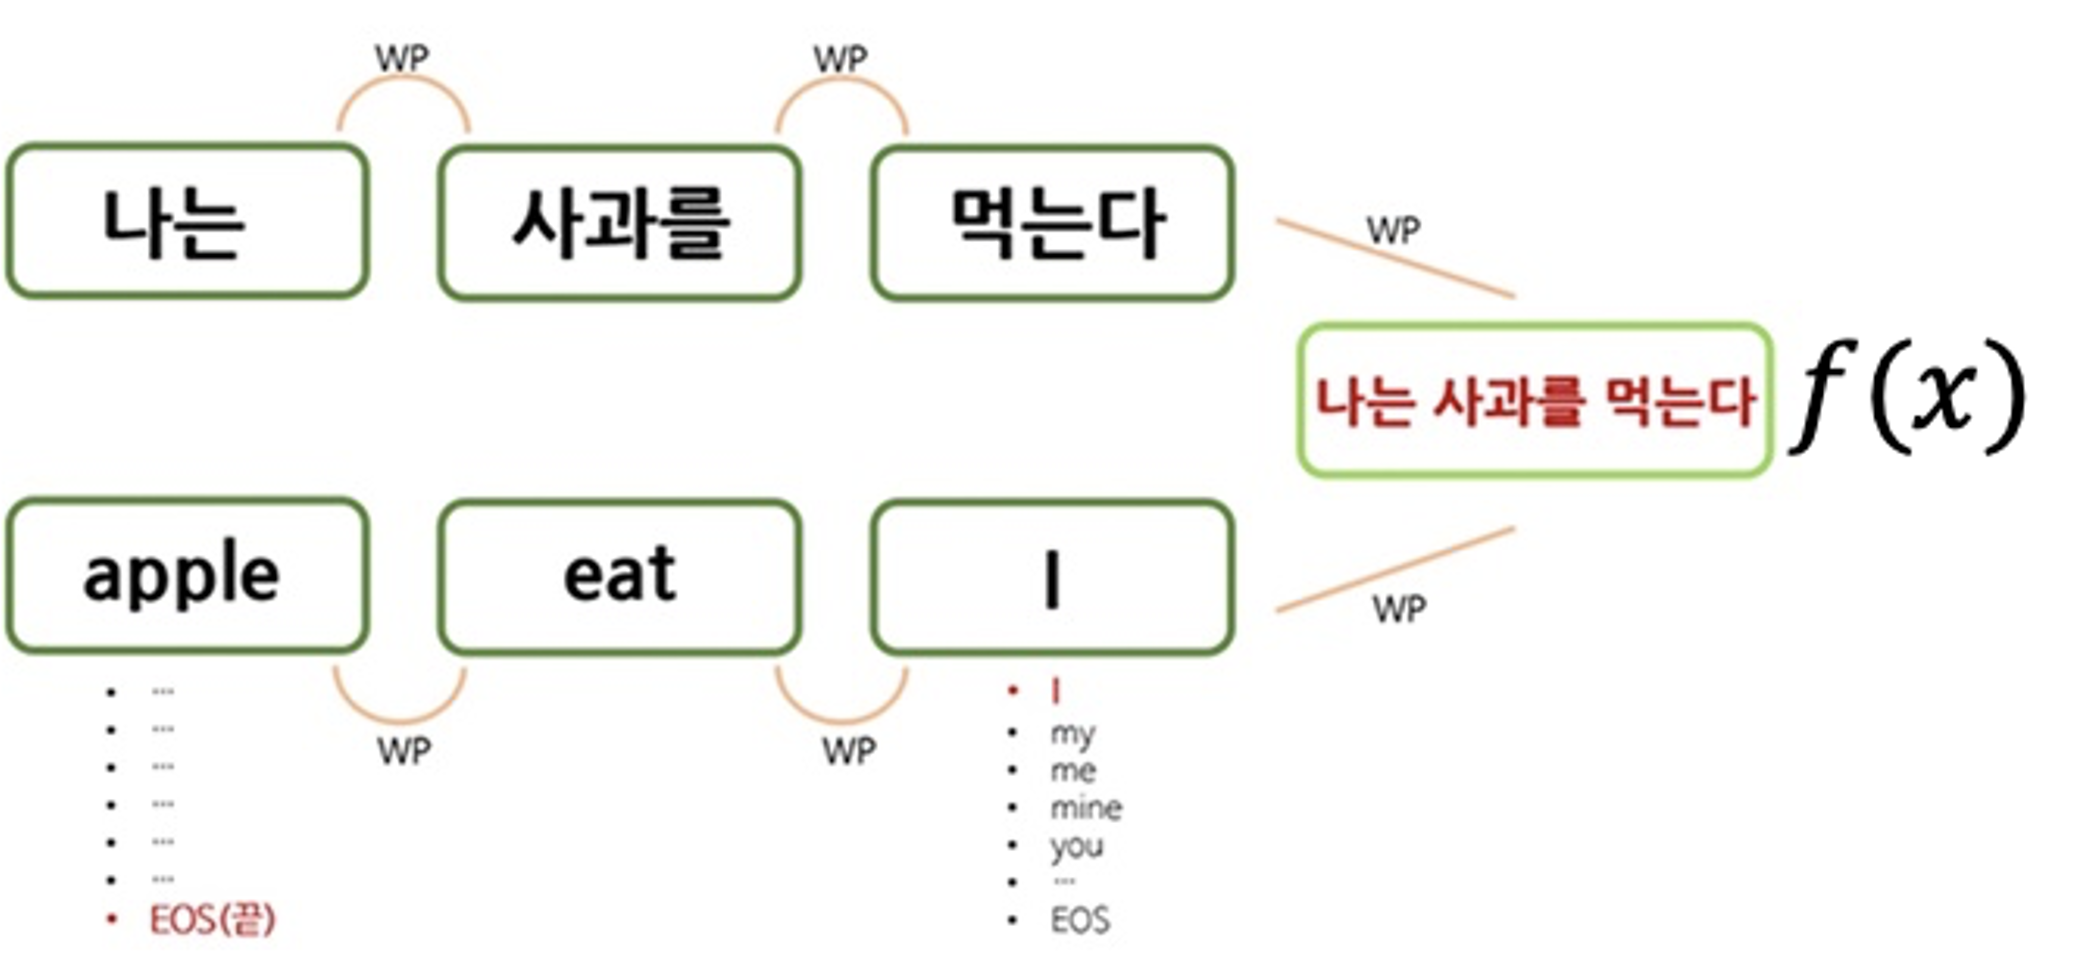 WP WP
나는 사과를 먹는다
WP
나는 사과를 먹는다 f(x)
apple eat I
WP
WP WP
• ... • I
• ... • my
• ... • me
• ... • mine
• ... • you
• ... • ...
• EOS(끝) • EOS